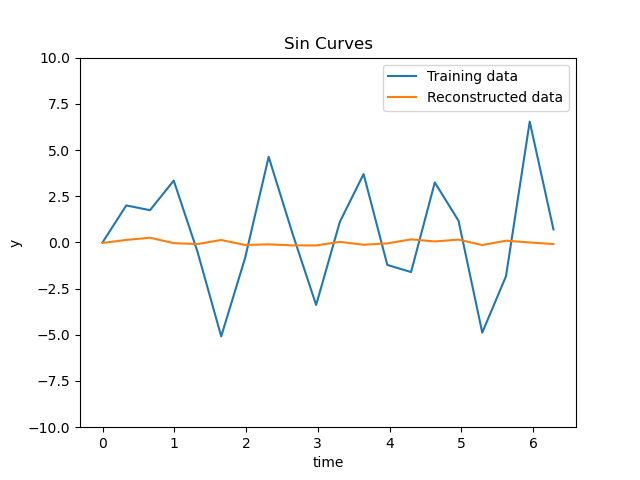 Sin Curves
Training data
Reconstructed data
10.0
7.5
5.0
2.5
0.0
−2.5
−5.0
−7.5
−10.0
y
0 1 2 3 4 5 6
time